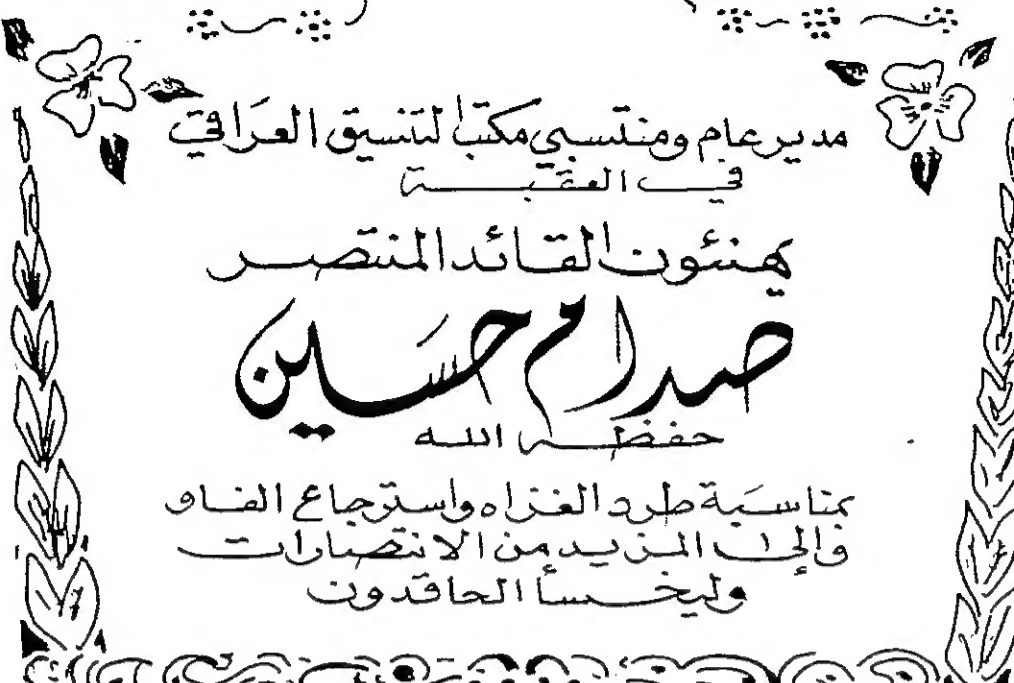 مدير عام ومنتسبي مكتب التنسيق العراقي
في العقبة
يهنئون القائد المنتصر
صدام حسين
حفظه الله
بمناسبة طرد الغزاه واسترجاع الفاو
وإلى المزيد من الانتصارات
وليخسأ الحاقدون